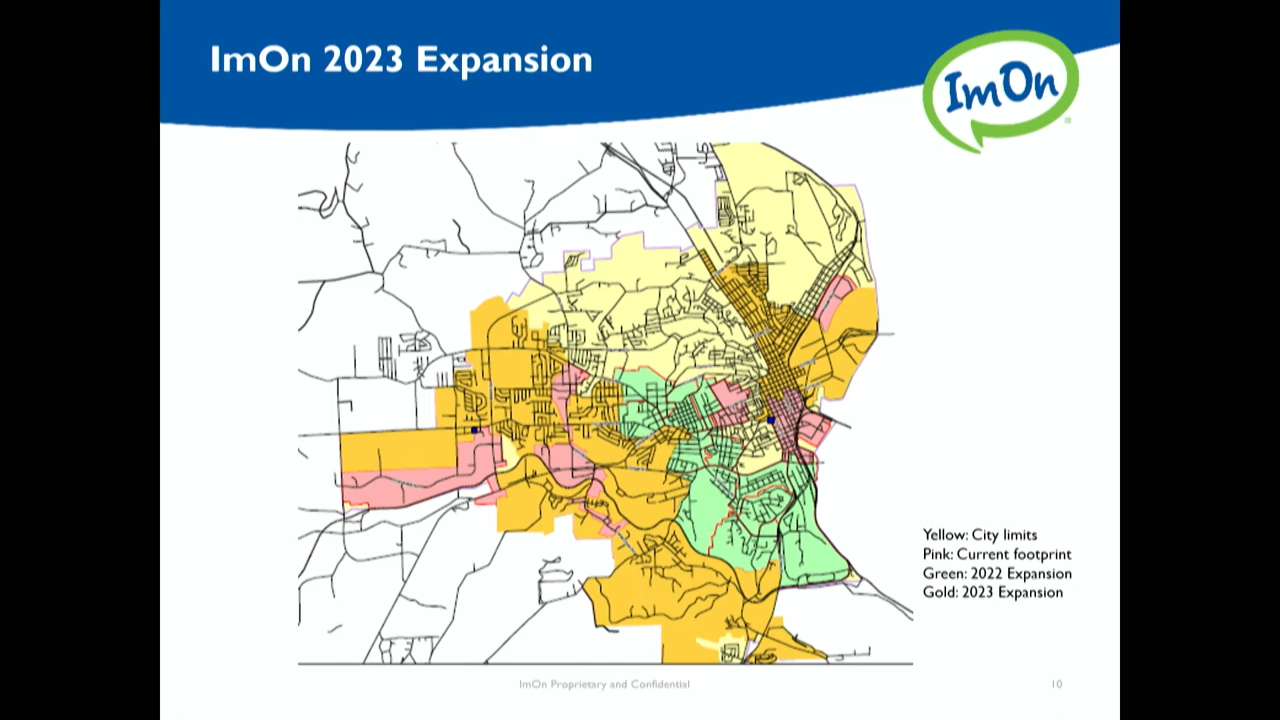 ImOn 2023 Expansion
ImOn
Yellow: City limits
Pink: Current footprint
Green: 2022 Expansion
Gold: 2023 Expansion
ImOn Proprietary and Confidential
10